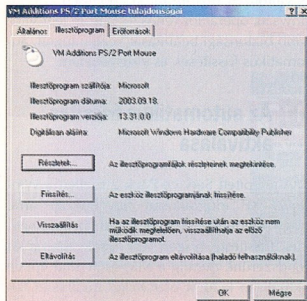 VM Additions PS/2 Port Mouse tulajdonságai
Általános Illesztőprogram Erőforrások
VM Additions PS/2 Port Mouse
Illesztőprogram szállítója: Microsoft
Illesztőprogram dátuma: 2003.09.18.
Illesztőprogram verziója: 13.31.0.0
Digitálisan aláírta: Microsoft Windows Hardware Compatibility Publisher
Részletek... Az illesztőprogramfájlok részleteinek megtekintése.
Frissítés... Az eszköz illesztőprogramjának frissítése.
Visszaállítás Ha az illesztőprogram frissítése után az eszköz nem
működik megfelelően, visszaállíthatja az előző
illesztőprogramot.
Eltávolítás Az illesztőprogram eltávolítása (haladó felhasználóknak).
OK Mégse